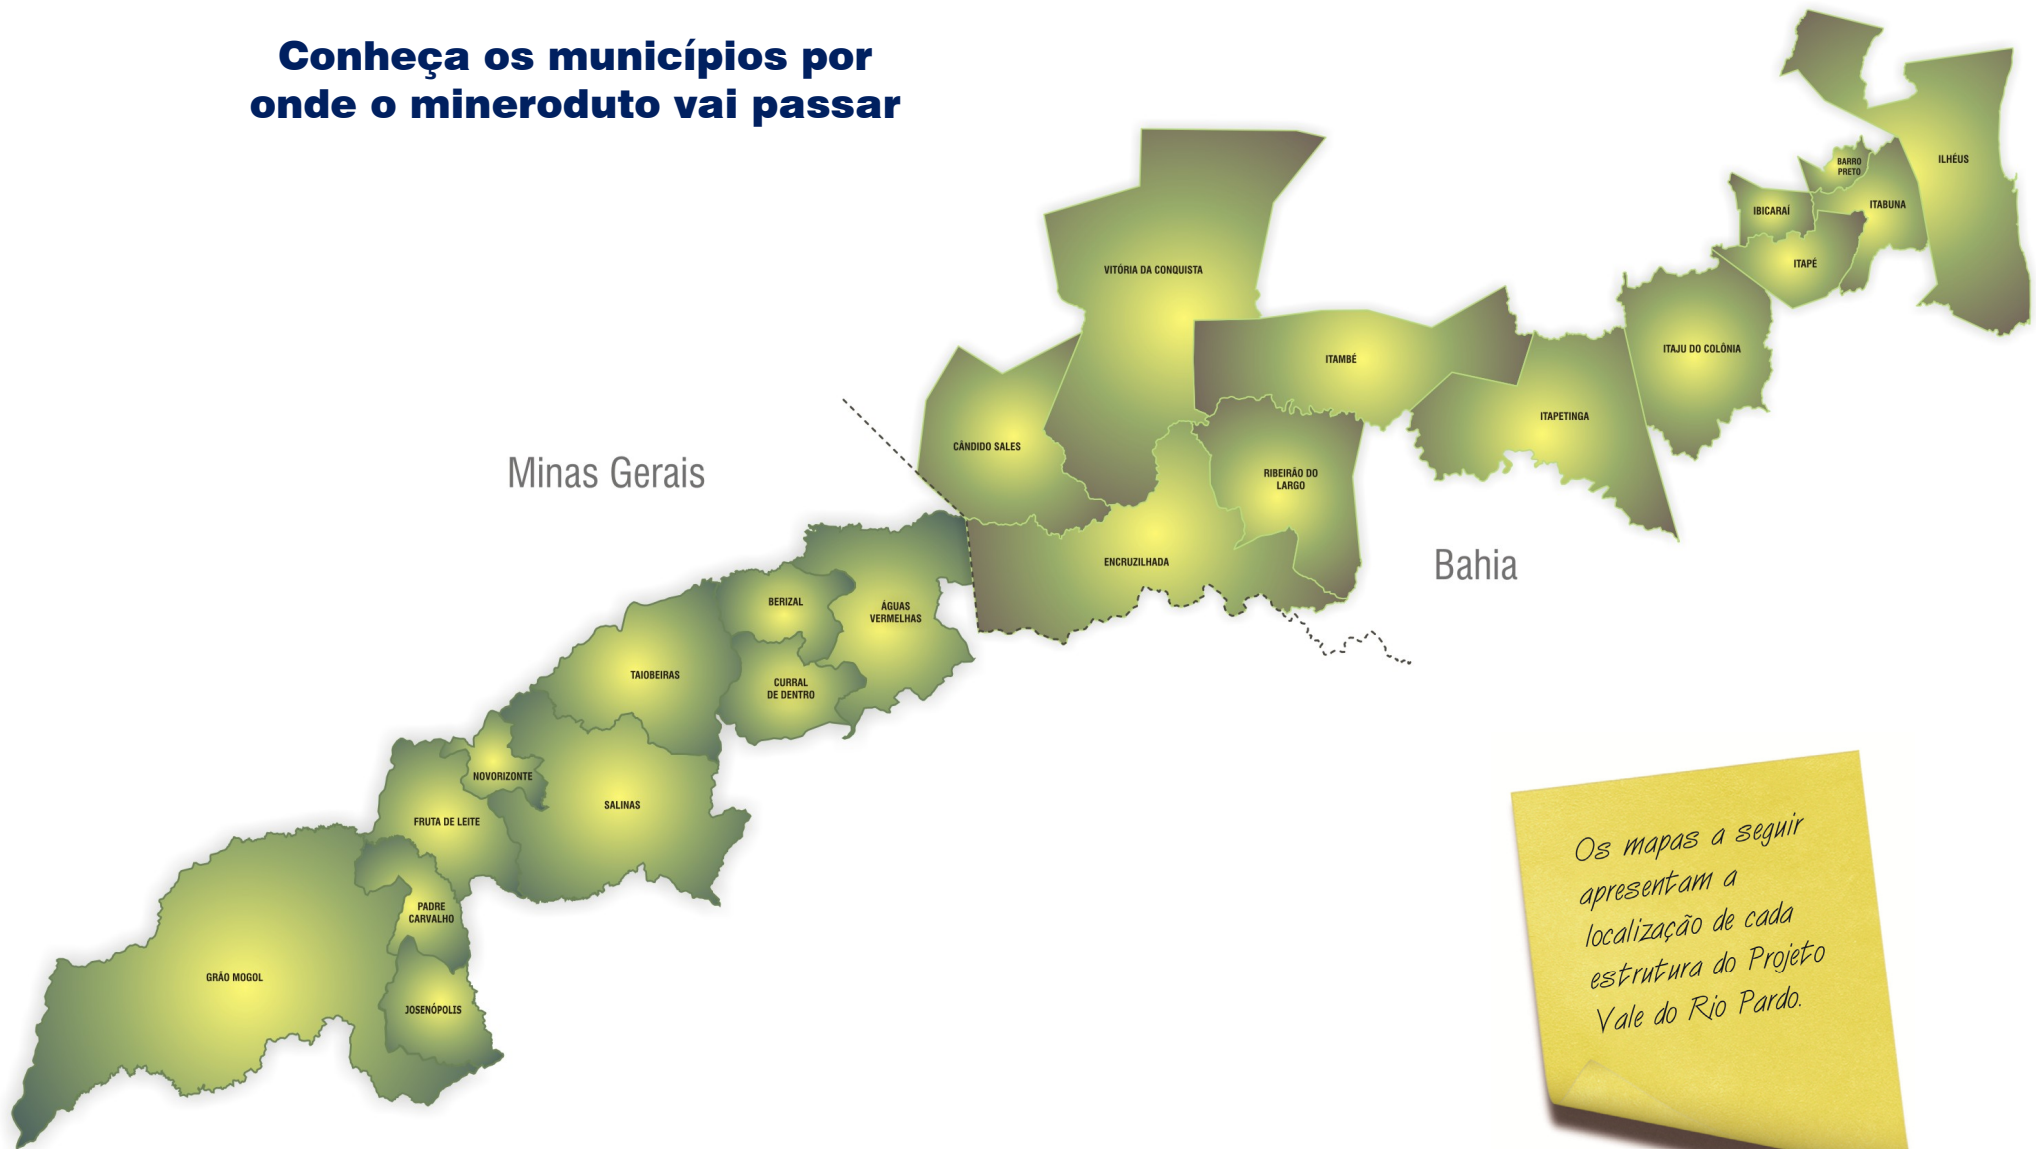 Conheça os municípios por
onde o mineroduto vai passar
ILHÉUS
BARRO
PRETO
ITABUNA
IBICARAÍ
ITAPÉ
VITÓRIA DA CONQUISTA
ITAJU DO COLÔNIA
ITAMBÉ
ITAPETINGA
CÂNDIDO SALES
Minas Gerais
RIBEIRÃO DO
LARGO
ENCRUZILHADA
Bahia
BERIZAL
ÁGUAS
VERMELHAS
TAIOBEIRAS
CURRAL
DE DENTRO
NOVORIZONTE
SALINAS
FRUTA DE LEITE
PADRE
CARVALHO
GRÃO MOGOL
JOSENÓPOLIS
Os mapas a seguir
apresentam a
localização de cada
estrutura do Projeto
Vale do Rio Pardo.